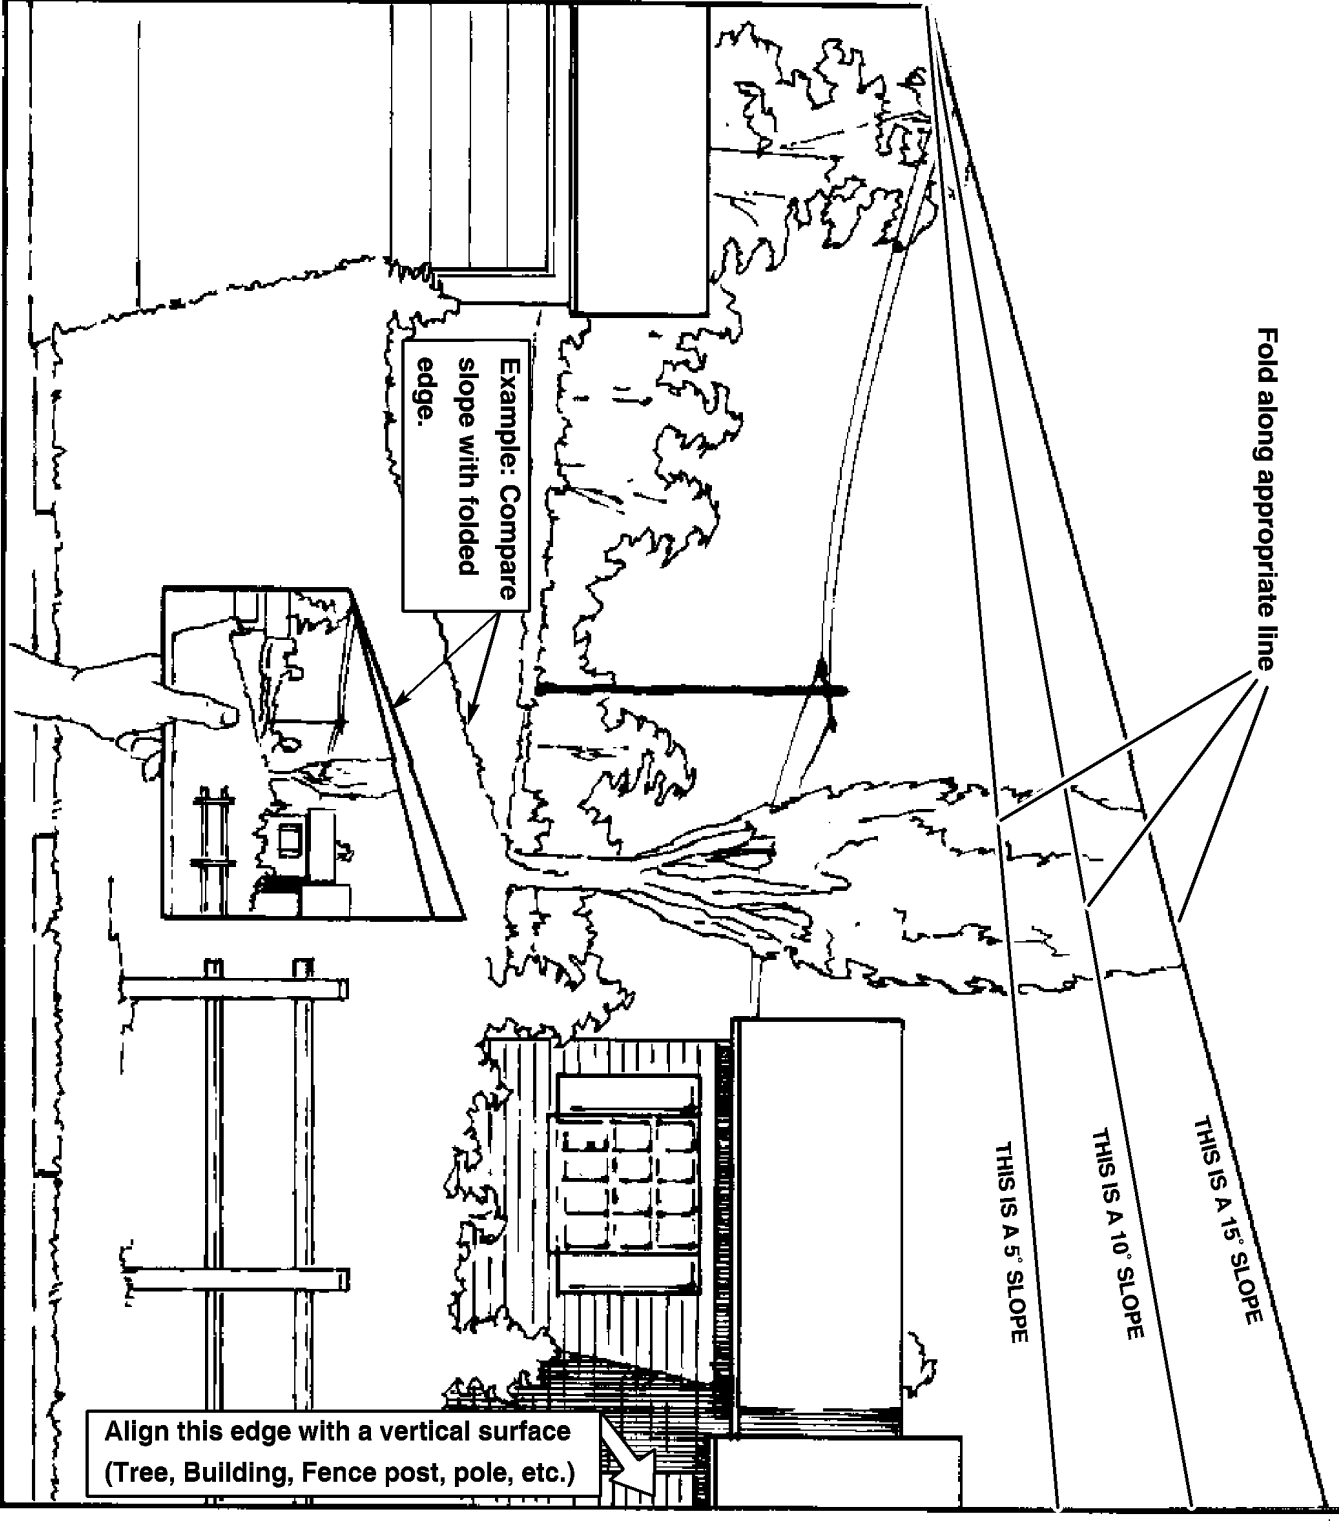 Fold along appropriate line
Example: Compare
slope with folded
edge.
THIS IS A 15° SLOPE
THIS IS A 10° SLOPE
THIS IS A 5° SLOPE
Align this edge with a vertical surface
(Tree, Building, Fence post, pole, etc.)